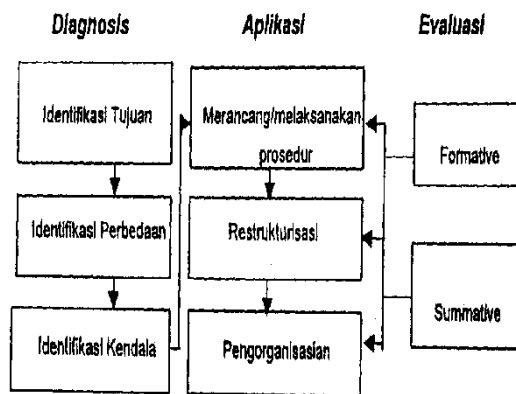 Diagnosis
Aplikasi
Evaluasi
Identifikasi Tujuan
Identifikasi Perbedaan
Identifikasi Kendala
Merancang/melaksanakan
prosedur
Restrukturisasi
Pengorganisasian
Formative
Summative